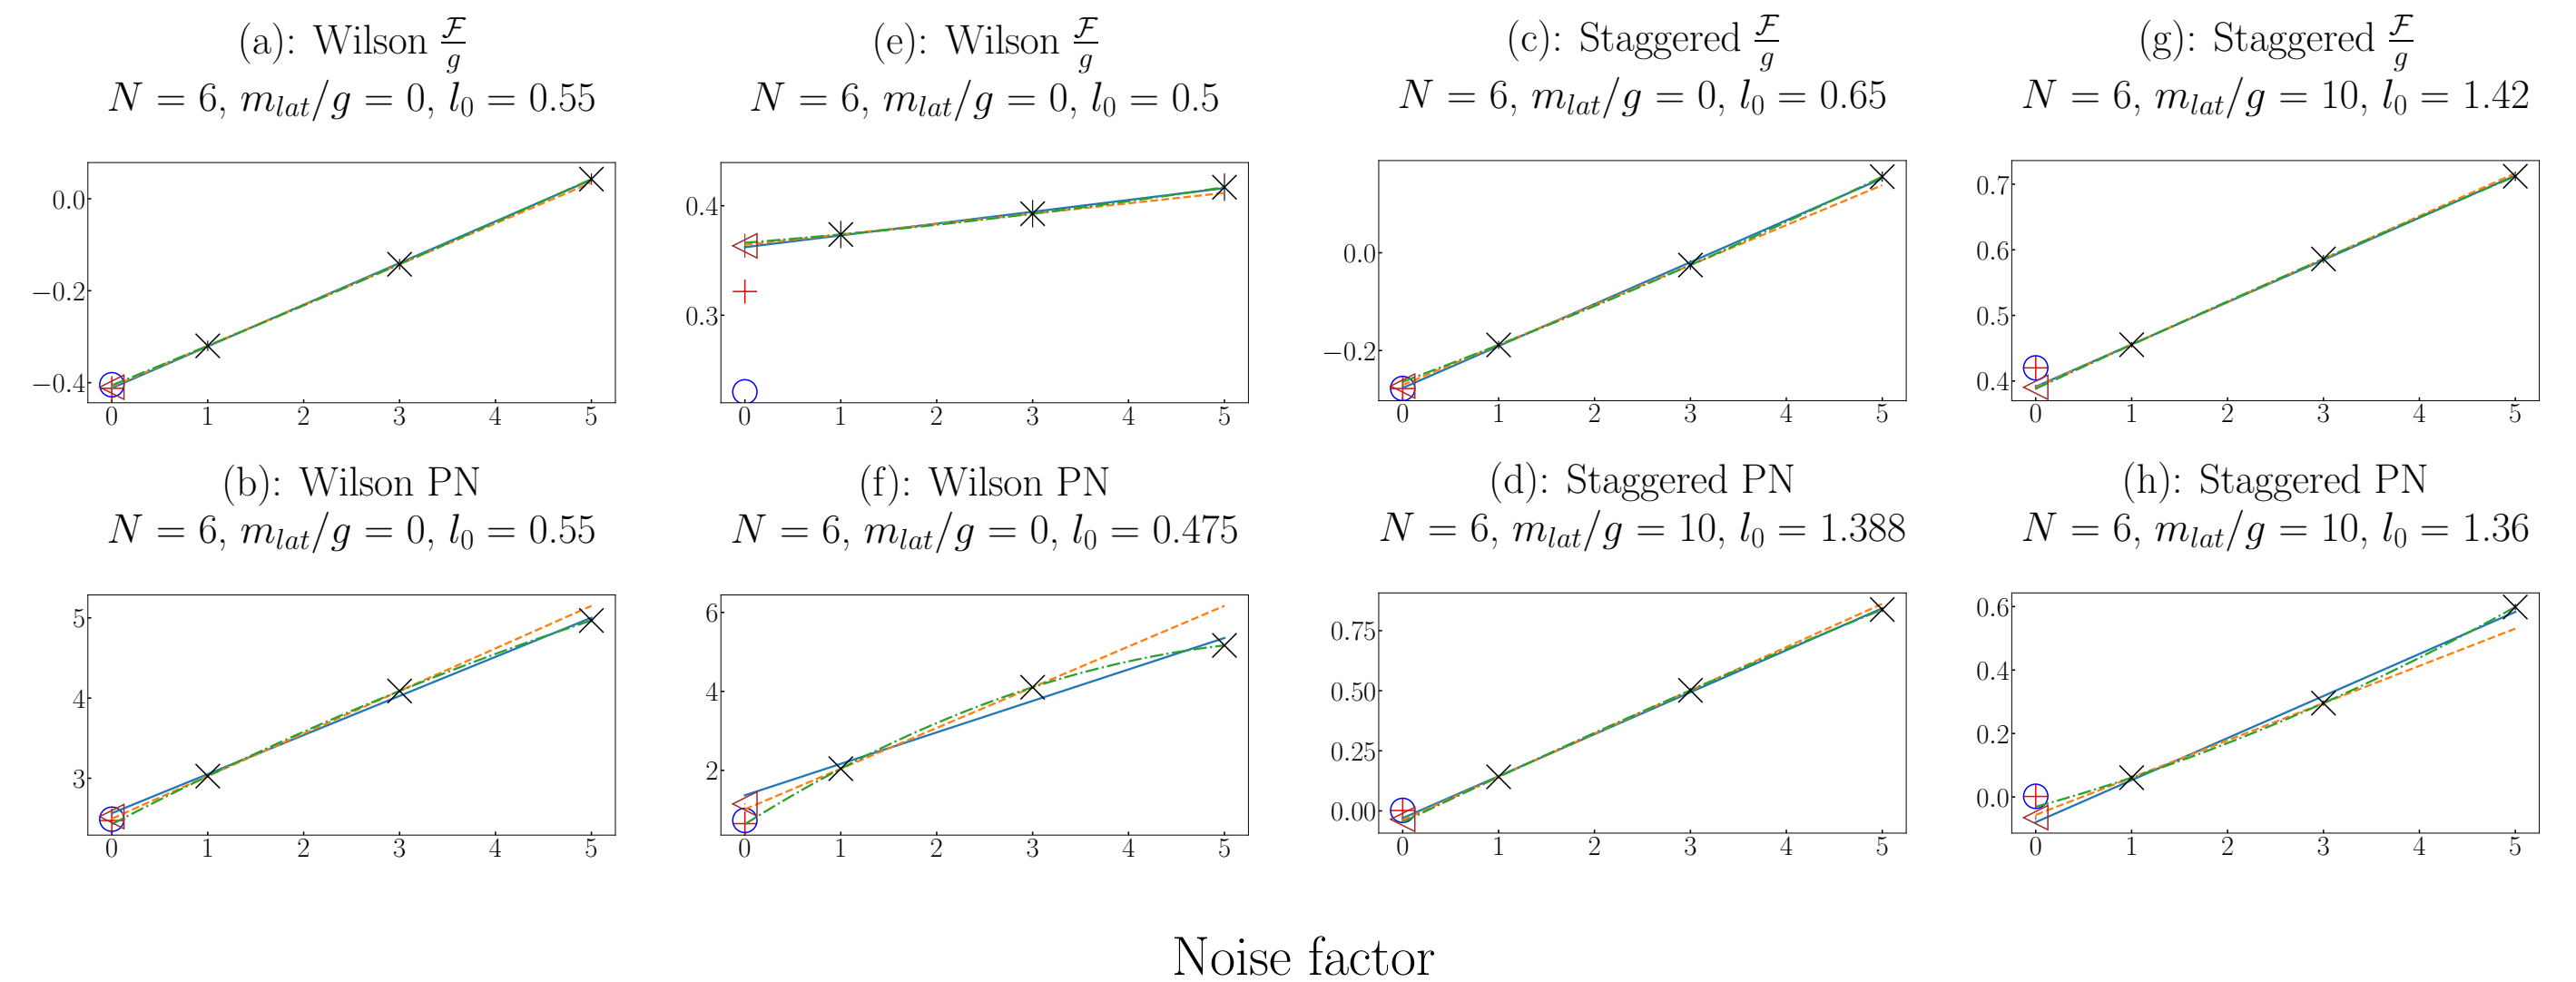 (a): Wilson $\frac{\mathcal{F}}{g}$
$N = 6, m_{lat}/g = 0, l_0 = 0.55$
0.0
−0.2
−0.4
0 1 2 3 4 5
(e): Wilson $\frac{\mathcal{F}}{g}$
$N = 6, m_{lat}/g = 0, l_0 = 0.5$
0.4
0.3
0 1 2 3 4 5
(c): Staggered $\frac{\mathcal{F}}{g}$
$N = 6, m_{lat}/g = 0, l_0 = 0.65$
0.0
−0.2
0 1 2 3 4 5
(g): Staggered $\frac{\mathcal{F}}{g}$
$N = 6, m_{lat}/g = 10, l_0 = 1.42$
0.7
0.6
0.5
0.4
0 1 2 3 4 5
(b): Wilson PN
$N = 6, m_{lat}/g = 0, l_0 = 0.55$
5
4
3
0 1 2 3 4 5
(f): Wilson PN
$N = 6, m_{lat}/g = 0, l_0 = 0.475$
6
4
2
0 1 2 3 4 5
(d): Staggered PN
$N = 6, m_{lat}/g = 10, l_0 = 1.388$
0.75
0.50
0.25
0.00
0 1 2 3 4 5
(h): Staggered PN
$N = 6, m_{lat}/g = 10, l_0 = 1.36$
0.6
0.4
0.2
0.0
0 1 2 3 4 5
Noise factor